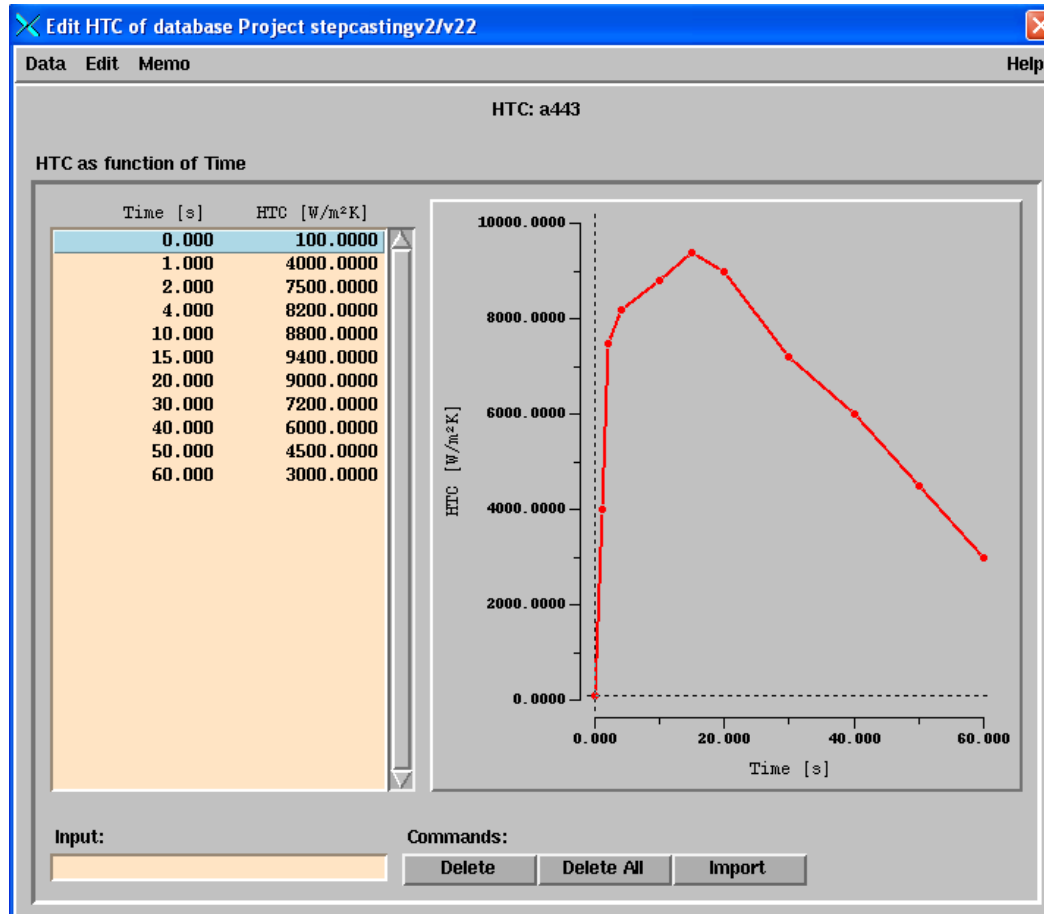 Edit HTC of database Project stepcastingv2/v22
Data Edit Memo Help
HTC: a443
HTC as function of Time
Time [s] HTC [W/m²K]
0.000 100.0000
1.000 4000.0000
2.000 7500.0000
4.000 8200.0000
10.000 8800.0000
15.000 9400.0000
20.000 9000.0000
30.000 7200.0000
40.000 6000.0000
50.000 4500.0000
60.000 3000.0000
10000.0000
8000.0000
6000.0000
4000.0000
2000.0000
0.0000
HTC [W/m²K]
0.000 20.000 40.000 60.000
Time [s]
Input:
Commands:
Delete Delete All Import